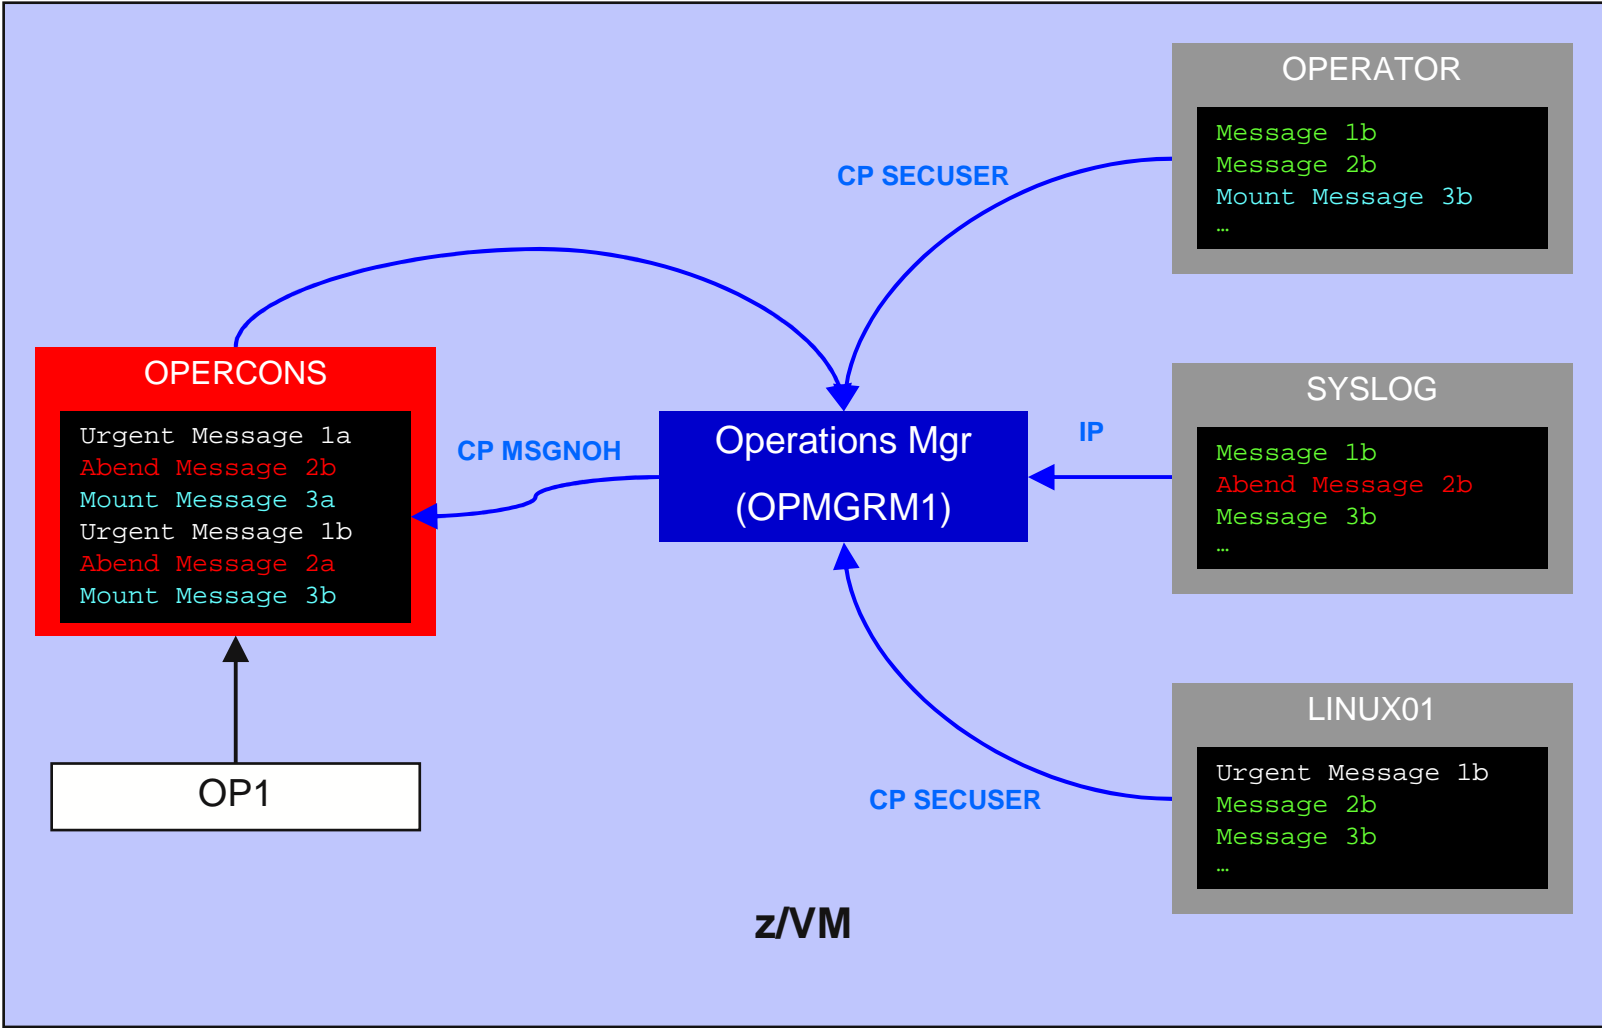 OPERATOR
Message 1b
Message 2b
Mount Message 3b
…
CP SECUSER
OPERCONS
Urgent Message 1a
Abend Message 2b
Mount Message 3a
Urgent Message 1b
Abend Message 2a
Mount Message 3b
CP MSGNOH
Operations Mgr
(OPMGRM1)
IP
SYSLOG
Message 1b
Abend Message 2b
Message 3b
…
OP1
CP SECUSER
LINUX01
Urgent Message 1b
Message 2b
Message 3b
…
z/VM